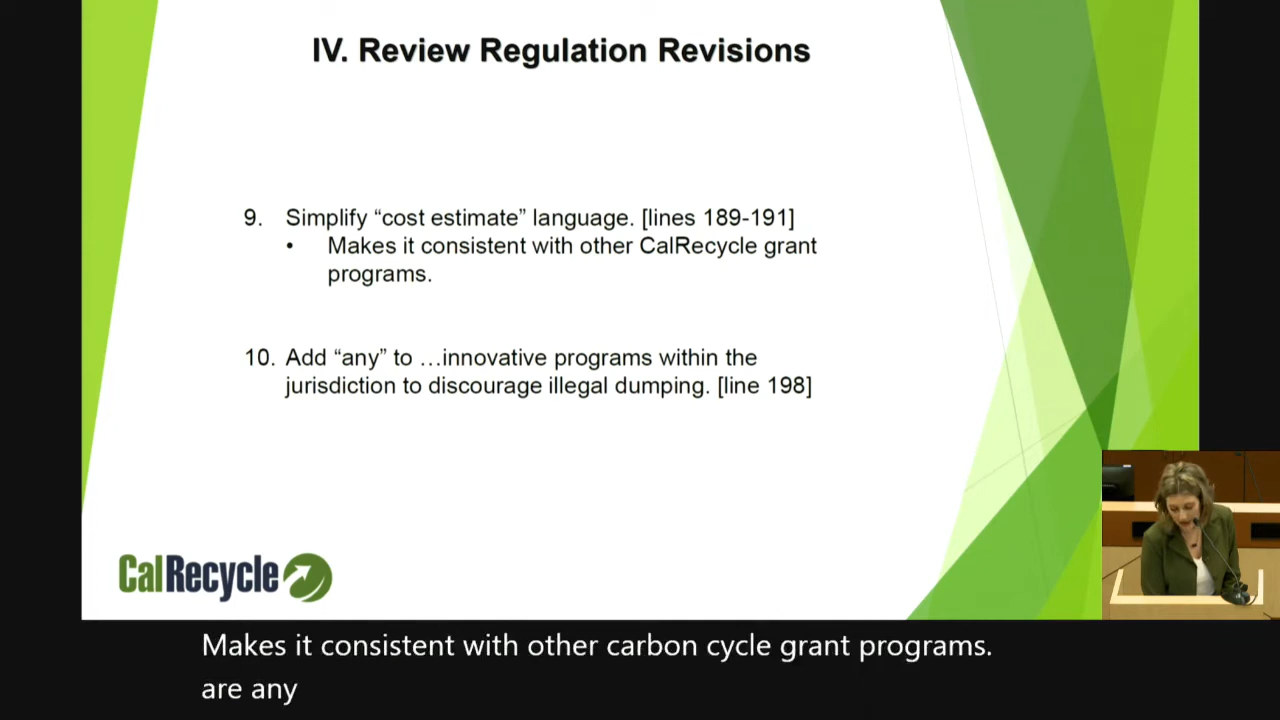 IV. Review Regulation Revisions
9. Simplify “cost estimate” language. [lines 189-191]
• Makes it consistent with other CalRecycle grant
programs.
10. Add “any” to …innovative programs within the
jurisdiction to discourage illegal dumping. [line 198]
CalRecycle
Makes it consistent with other carbon cycle grant programs.
are any